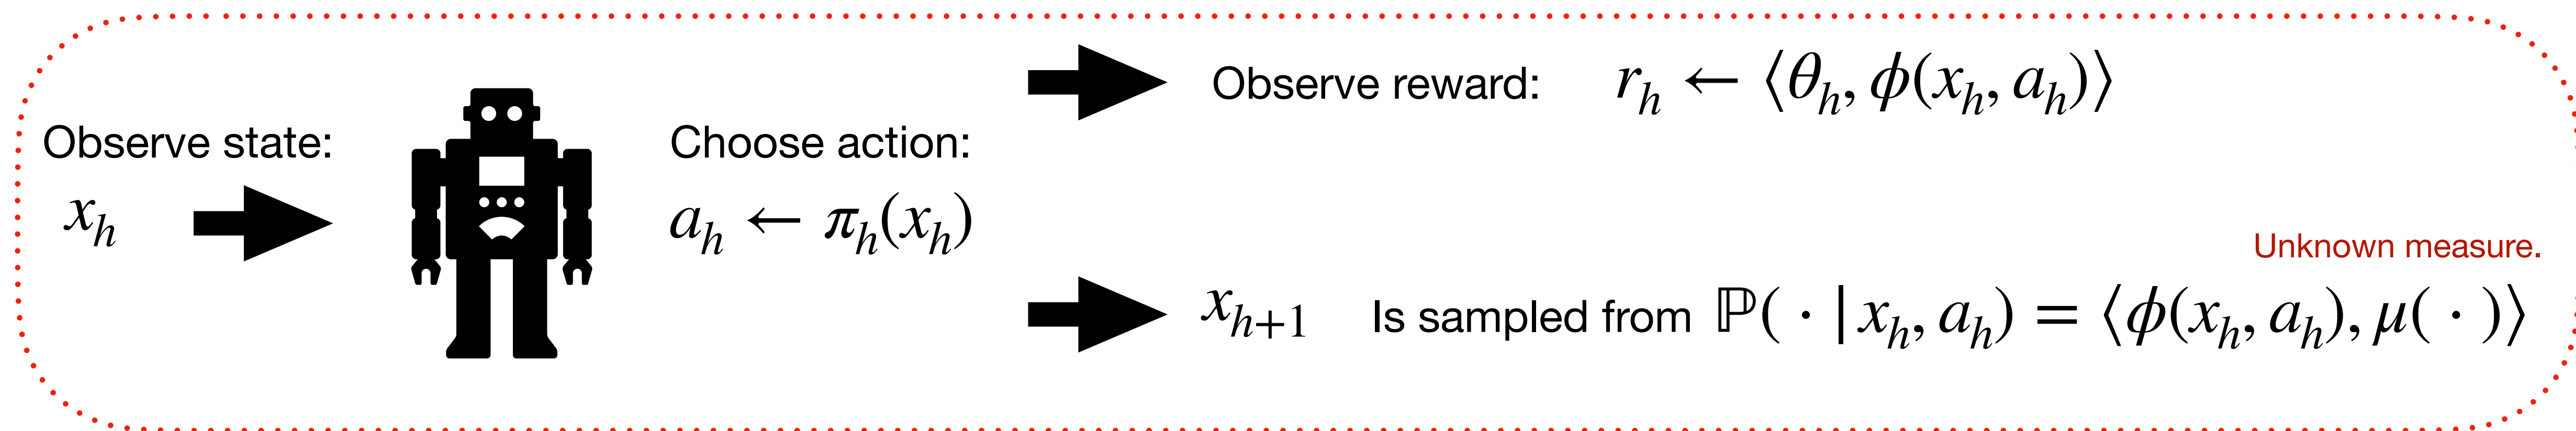 Observe state:
x_h
Choose action:
a_h ← π_h(x_h)
Observe reward: r_h ← ⟨θ_h, ϕ(x_h, a_h)⟩
Unknown measure.
x_{h+1} Is sampled from ℙ( · | x_h, a_h) = ⟨ϕ(x_h, a_h), μ( · )⟩